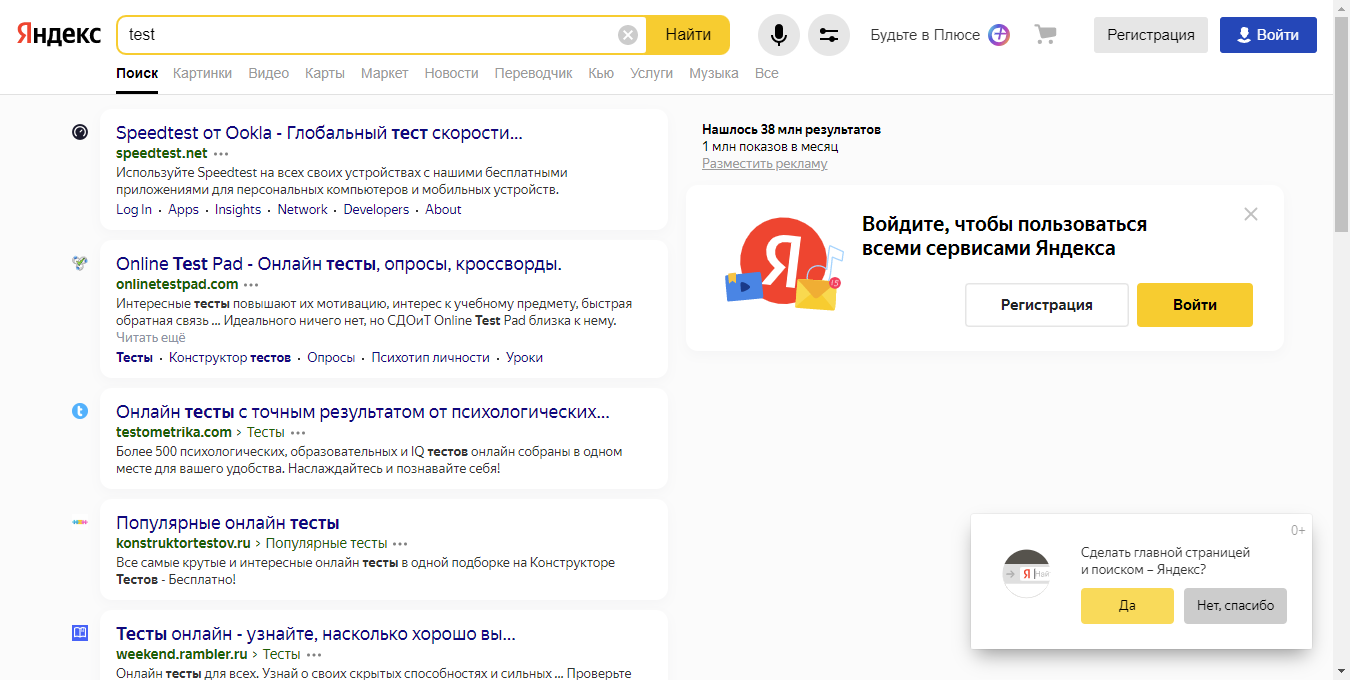 Яндекс
test
Найти
Будьте в Плюсе
Регистрация
Войти
Поиск Картинки Видео Карты Маркет Новости Переводчик Кью Услуги Музыка Все
Speedtest от Ookla - Глобальный тест скорости...
speedtest.net
Используйте Speedtest на всех своих устройствах с нашими бесплатными
приложениями для персональных компьютеров и мобильных устройств.
Log In · Apps · Insights · Network · Developers · About
Online Test Pad - Онлайн тесты, опросы, кроссворды.
onlinetestpad.com
Интересные тесты повышают их мотивацию, интерес к учебному предмету, быстрая
обратная связь ... Идеального ничего нет, но СДОиТ Online Test Pad близка к нему.
Читать ещё
Тесты · Конструктор тестов · Опросы · Психотип личности · Уроки
Онлайн тесты с точным результатом от психологических...
testometrika.com › Тесты
Более 500 психологических, образовательных и IQ тестов онлайн собраны в одном
месте для вашего удобства. Наслаждайтесь и познавайте себя!
Популярные онлайн тесты
konstruktortestov.ru › Популярные тесты
Все самые крутые и интересные онлайн тесты в одной подборке на Конструкторе
Тестов - Бесплатно!
Тесты онлайн - узнайте, насколько хорошо вы...
weekend.rambler.ru › Тесты
Онлайн тесты для всех. Узнай о своих скрытых способностях и сильных ... Проверьте
Нашлось 38 млн результатов
1 млн показов в месяц
Разместить рекламу
Я
15
Войдите, чтобы пользоваться
всеми сервисами Яндекса
Регистрация
Войти
0+
Я Най
Сделать главной страницей
и поиском – Яндекс?
Да
Нет, спасибо